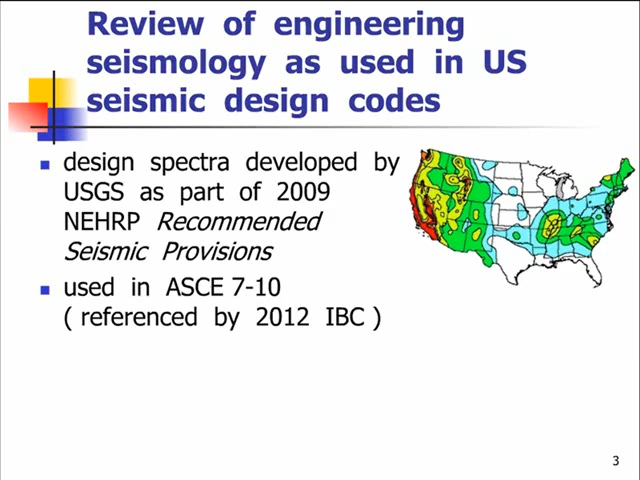 Review of engineering
seismology as used in US
seismic design codes
design spectra developed by
USGS as part of 2009
NEHRP Recommended
Seismic Provisions
used in ASCE 7-10
( referenced by 2012 IBC )
3